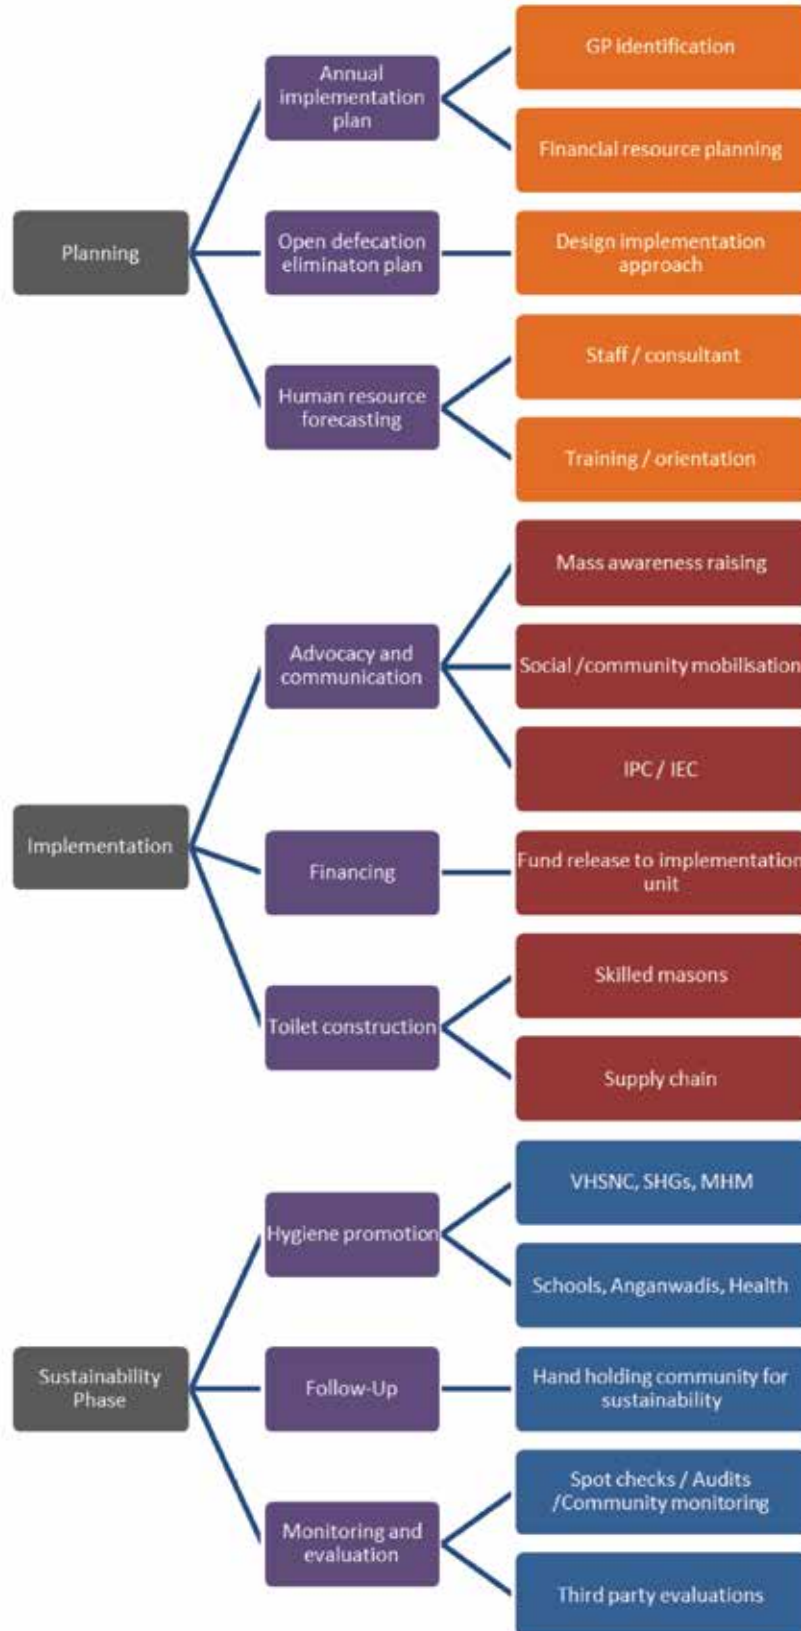 GP identification
Annual
implementation
plan
Financial resource planning
Planning
Open defecation
eliminaton plan
Design implementation
approach
Staff / consultant
Human resource
forecasting
Training / orientation
Mass awareness raising
Advocacy and
communication
Social /community mobilisation
IPC / IEC
Implementation
Financing
Fund release to implementation
unit
Skilled masons
Toilet construction
Supply chain
VHSNC, SHGs, MHM
Hygiene promotion
Schools, Anganwadis, Health
Sustainability
Phase
Follow-Up
Hand holding community for
sustainability
Spot checks / Audits
/Community monitoring
Monitoring and
evaluation
Third party evaluations